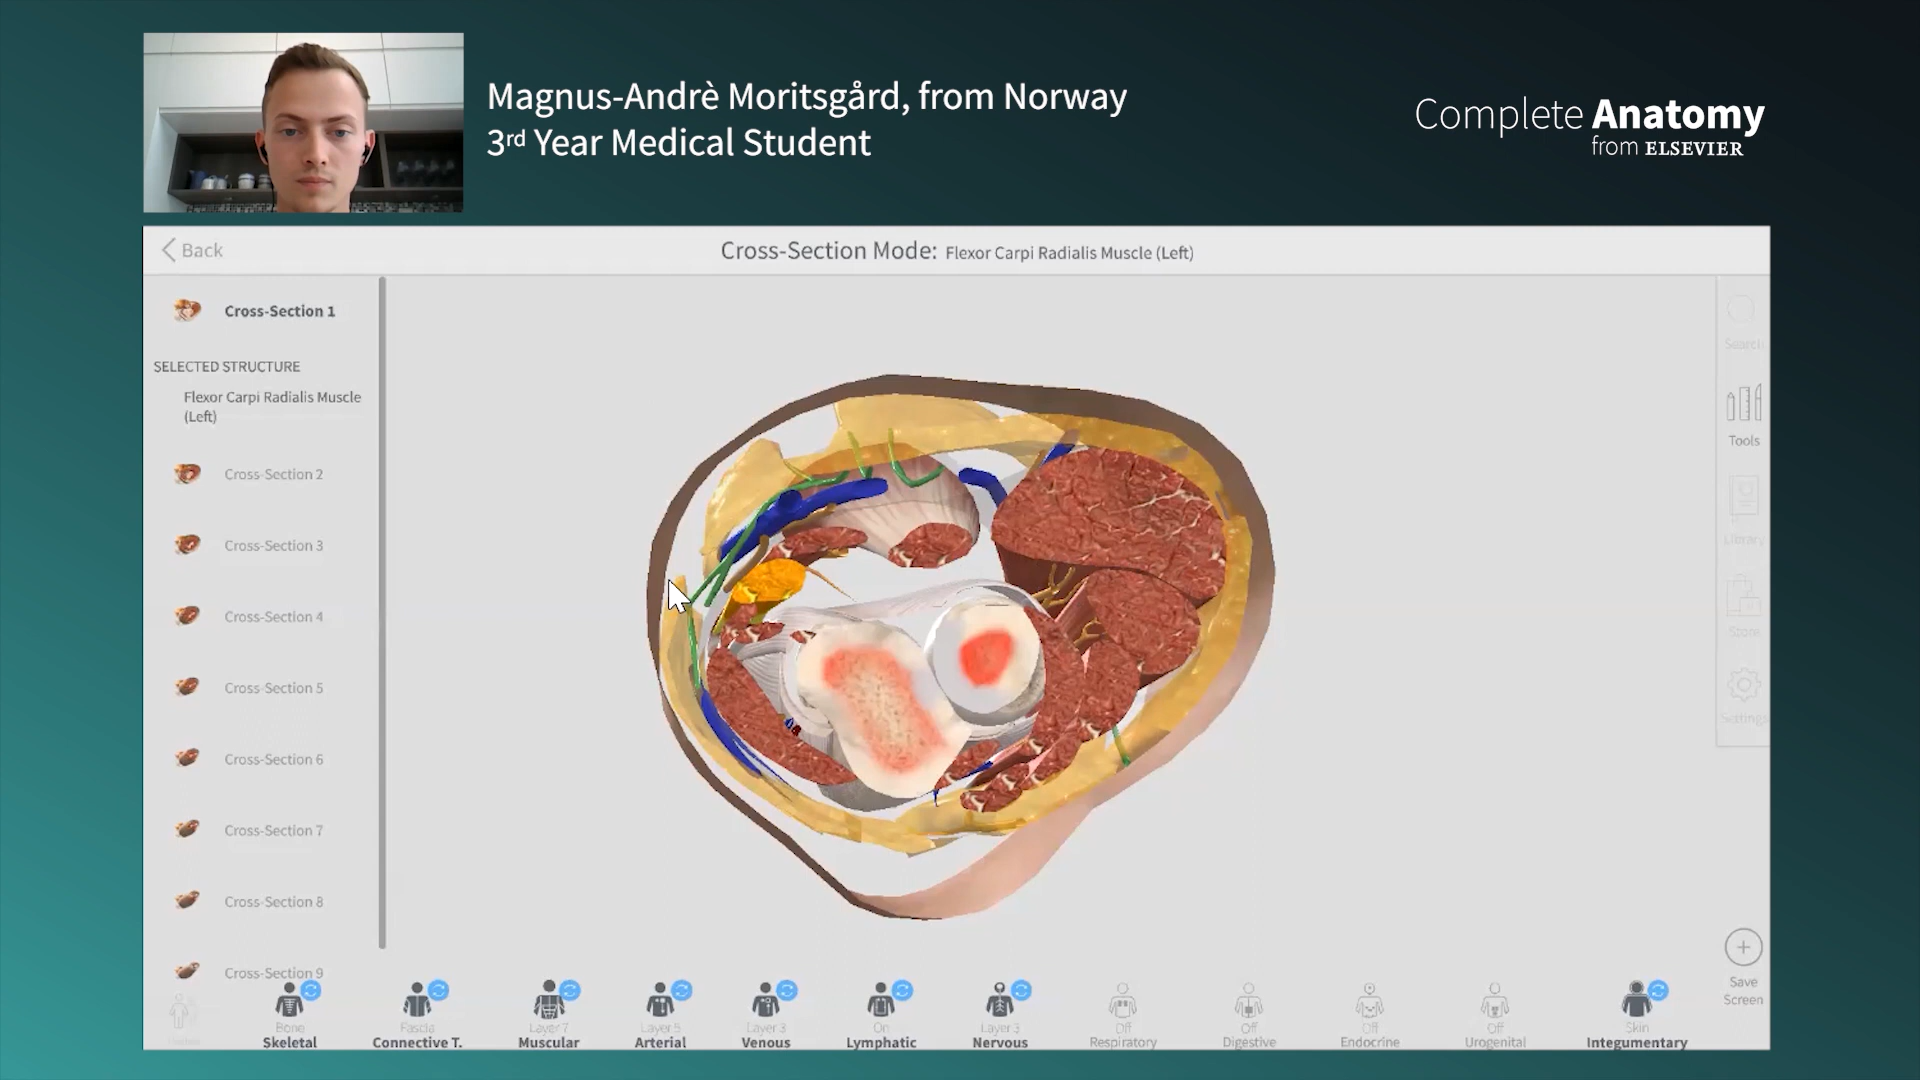 Magnus-Andrè Moritsgård, from Norway
3rd Year Medical Student
Complete Anatomy
from ELSEVIER
Back
Cross-Section Mode: Flexor Carpi Radialis Muscle (Left)
Cross-Section 1
SELECTED STRUCTURE
Flexor Carpi Radialis Muscle
(Left)
Cross-Section 2
Cross-Section 3
Cross-Section 4
Cross-Section 5
Cross-Section 6
Cross-Section 7
Cross-Section 8
Cross-Section 9
Search
Tools
Library
Store
Settings
Save
Screen
Bone
Skeletal
Fascia
Connective T.
Layer 7
Muscular
Layer 5
Arterial
Layer 3
Venous
On
Lymphatic
Layer 3
Nervous
Off
Respiratory
Off
Digestive
Off
Endocrine
Off
Urogenital
Skin
Integumentary